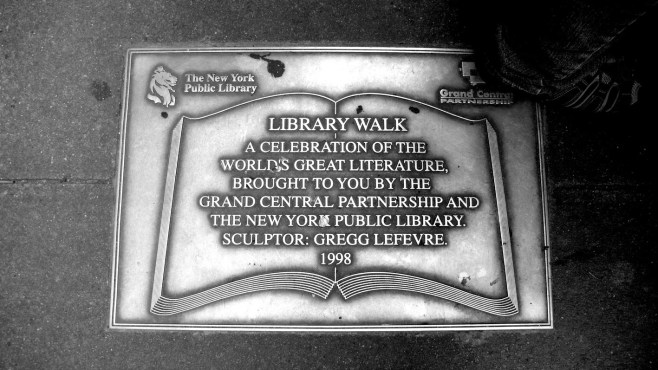 The New York
Public Library
Grand Central
PARTNERSHIP
LIBRARY WALK
A CELEBRATION OF THE
WORLD'S GREAT LITERATURE,
BROUGHT TO YOU BY THE
GRAND CENTRAL PARTNERSHIP AND
THE NEW YORK PUBLIC LIBRARY.
SCULPTOR: GREGG LEFEVRE.
1998